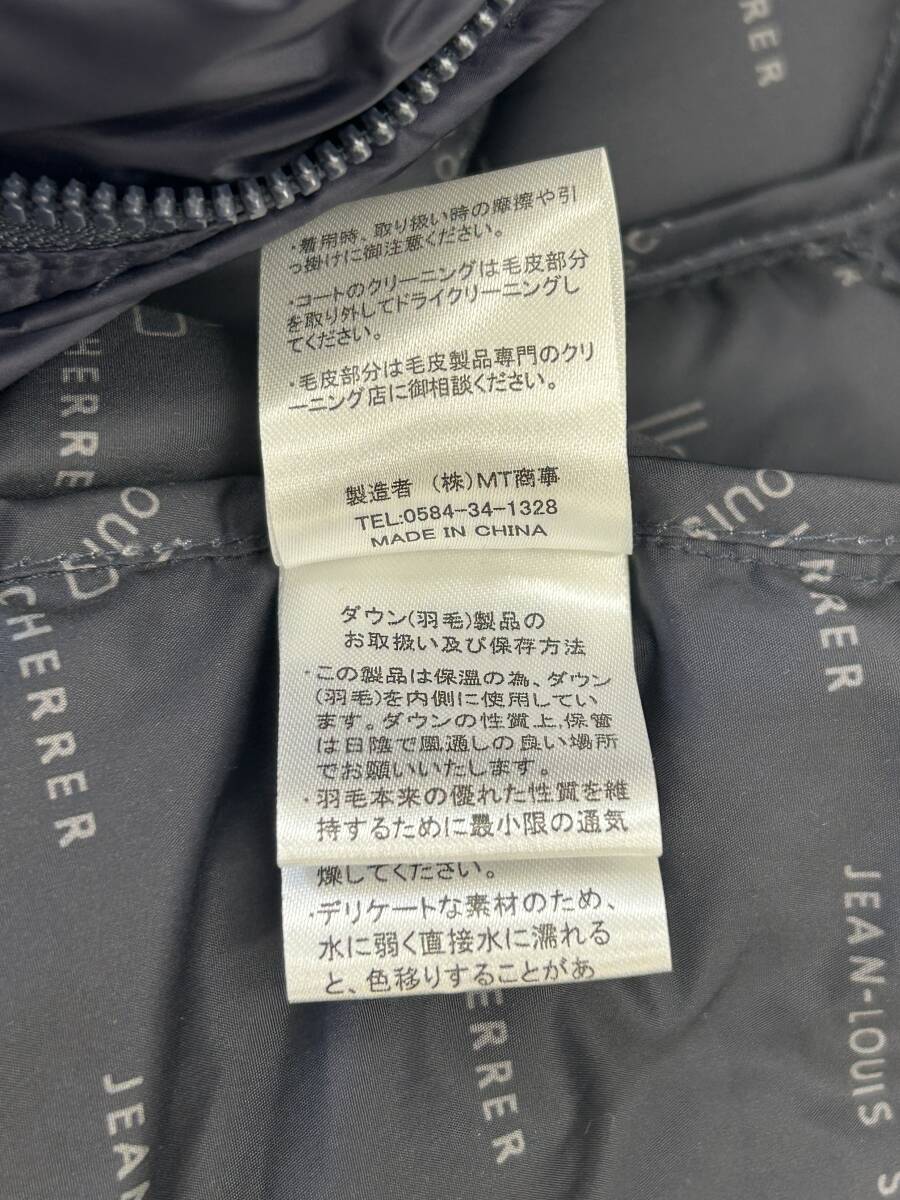 ・着用時、取り扱い時の摩擦や引
っ掛けに御注意ください。
・コートのクリーニングは毛皮部分
を取り外してドライクリーニングし
てください。
・毛皮部分は毛皮製品専門のクリ
ーニング店に御相談ください。
製造者 (株)MT商事
TEL:0584-34-1328
MADE IN CHINA
ダウン(羽毛)製品の
お取扱い及び保存方法
・この製品は保温の為、ダウン
(羽毛)を内側に使用してい
ます。ダウンの性質上、保管
は日陰で風通しの良い場所
でお願いいたします。
・羽毛本来の優れた性質を維
持するために最小限の通気
燥してください。
・デリケートな素材のため、
水に弱く直接水に濡れる
と、色移りすることがあ
RER
CHERRER
OUIS
CHERRER
OUIS
RRER
JEAN-LOUIS
S
HERRER
JEAN